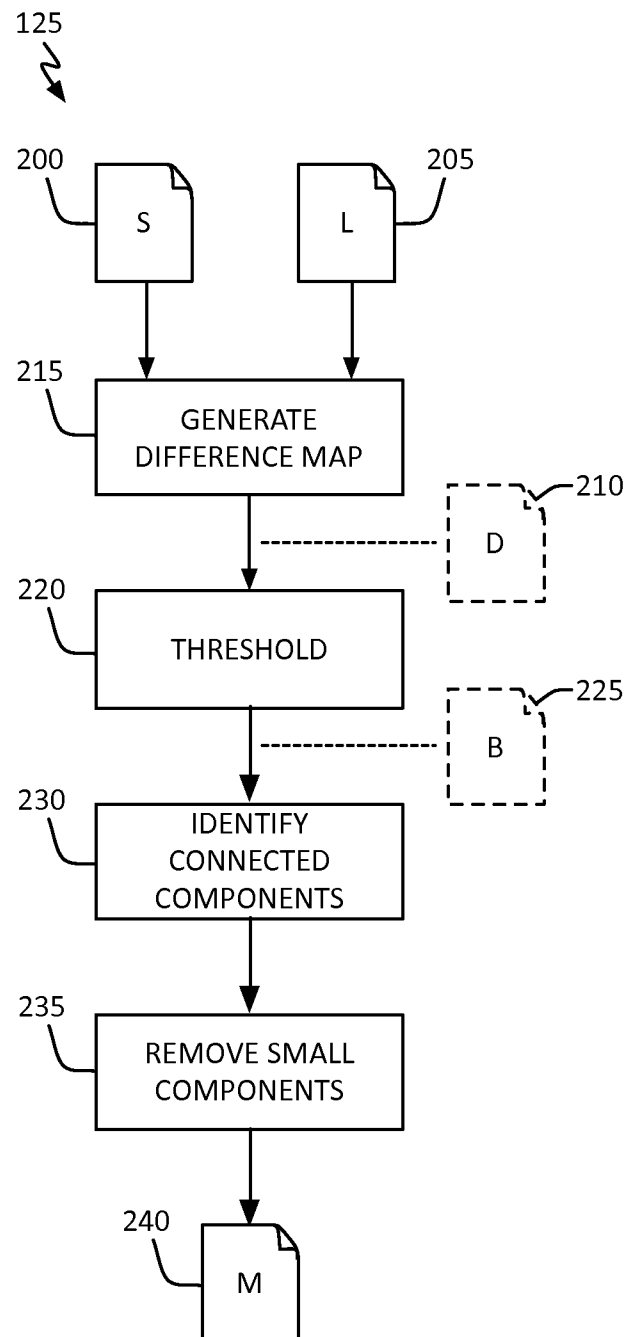 125
200
S
L
205
215
GENERATE
DIFFERENCE MAP
210
D
220
THRESHOLD
225
B
230
IDENTIFY
CONNECTED
COMPONENTS
235
REMOVE SMALL
COMPONENTS
240
M